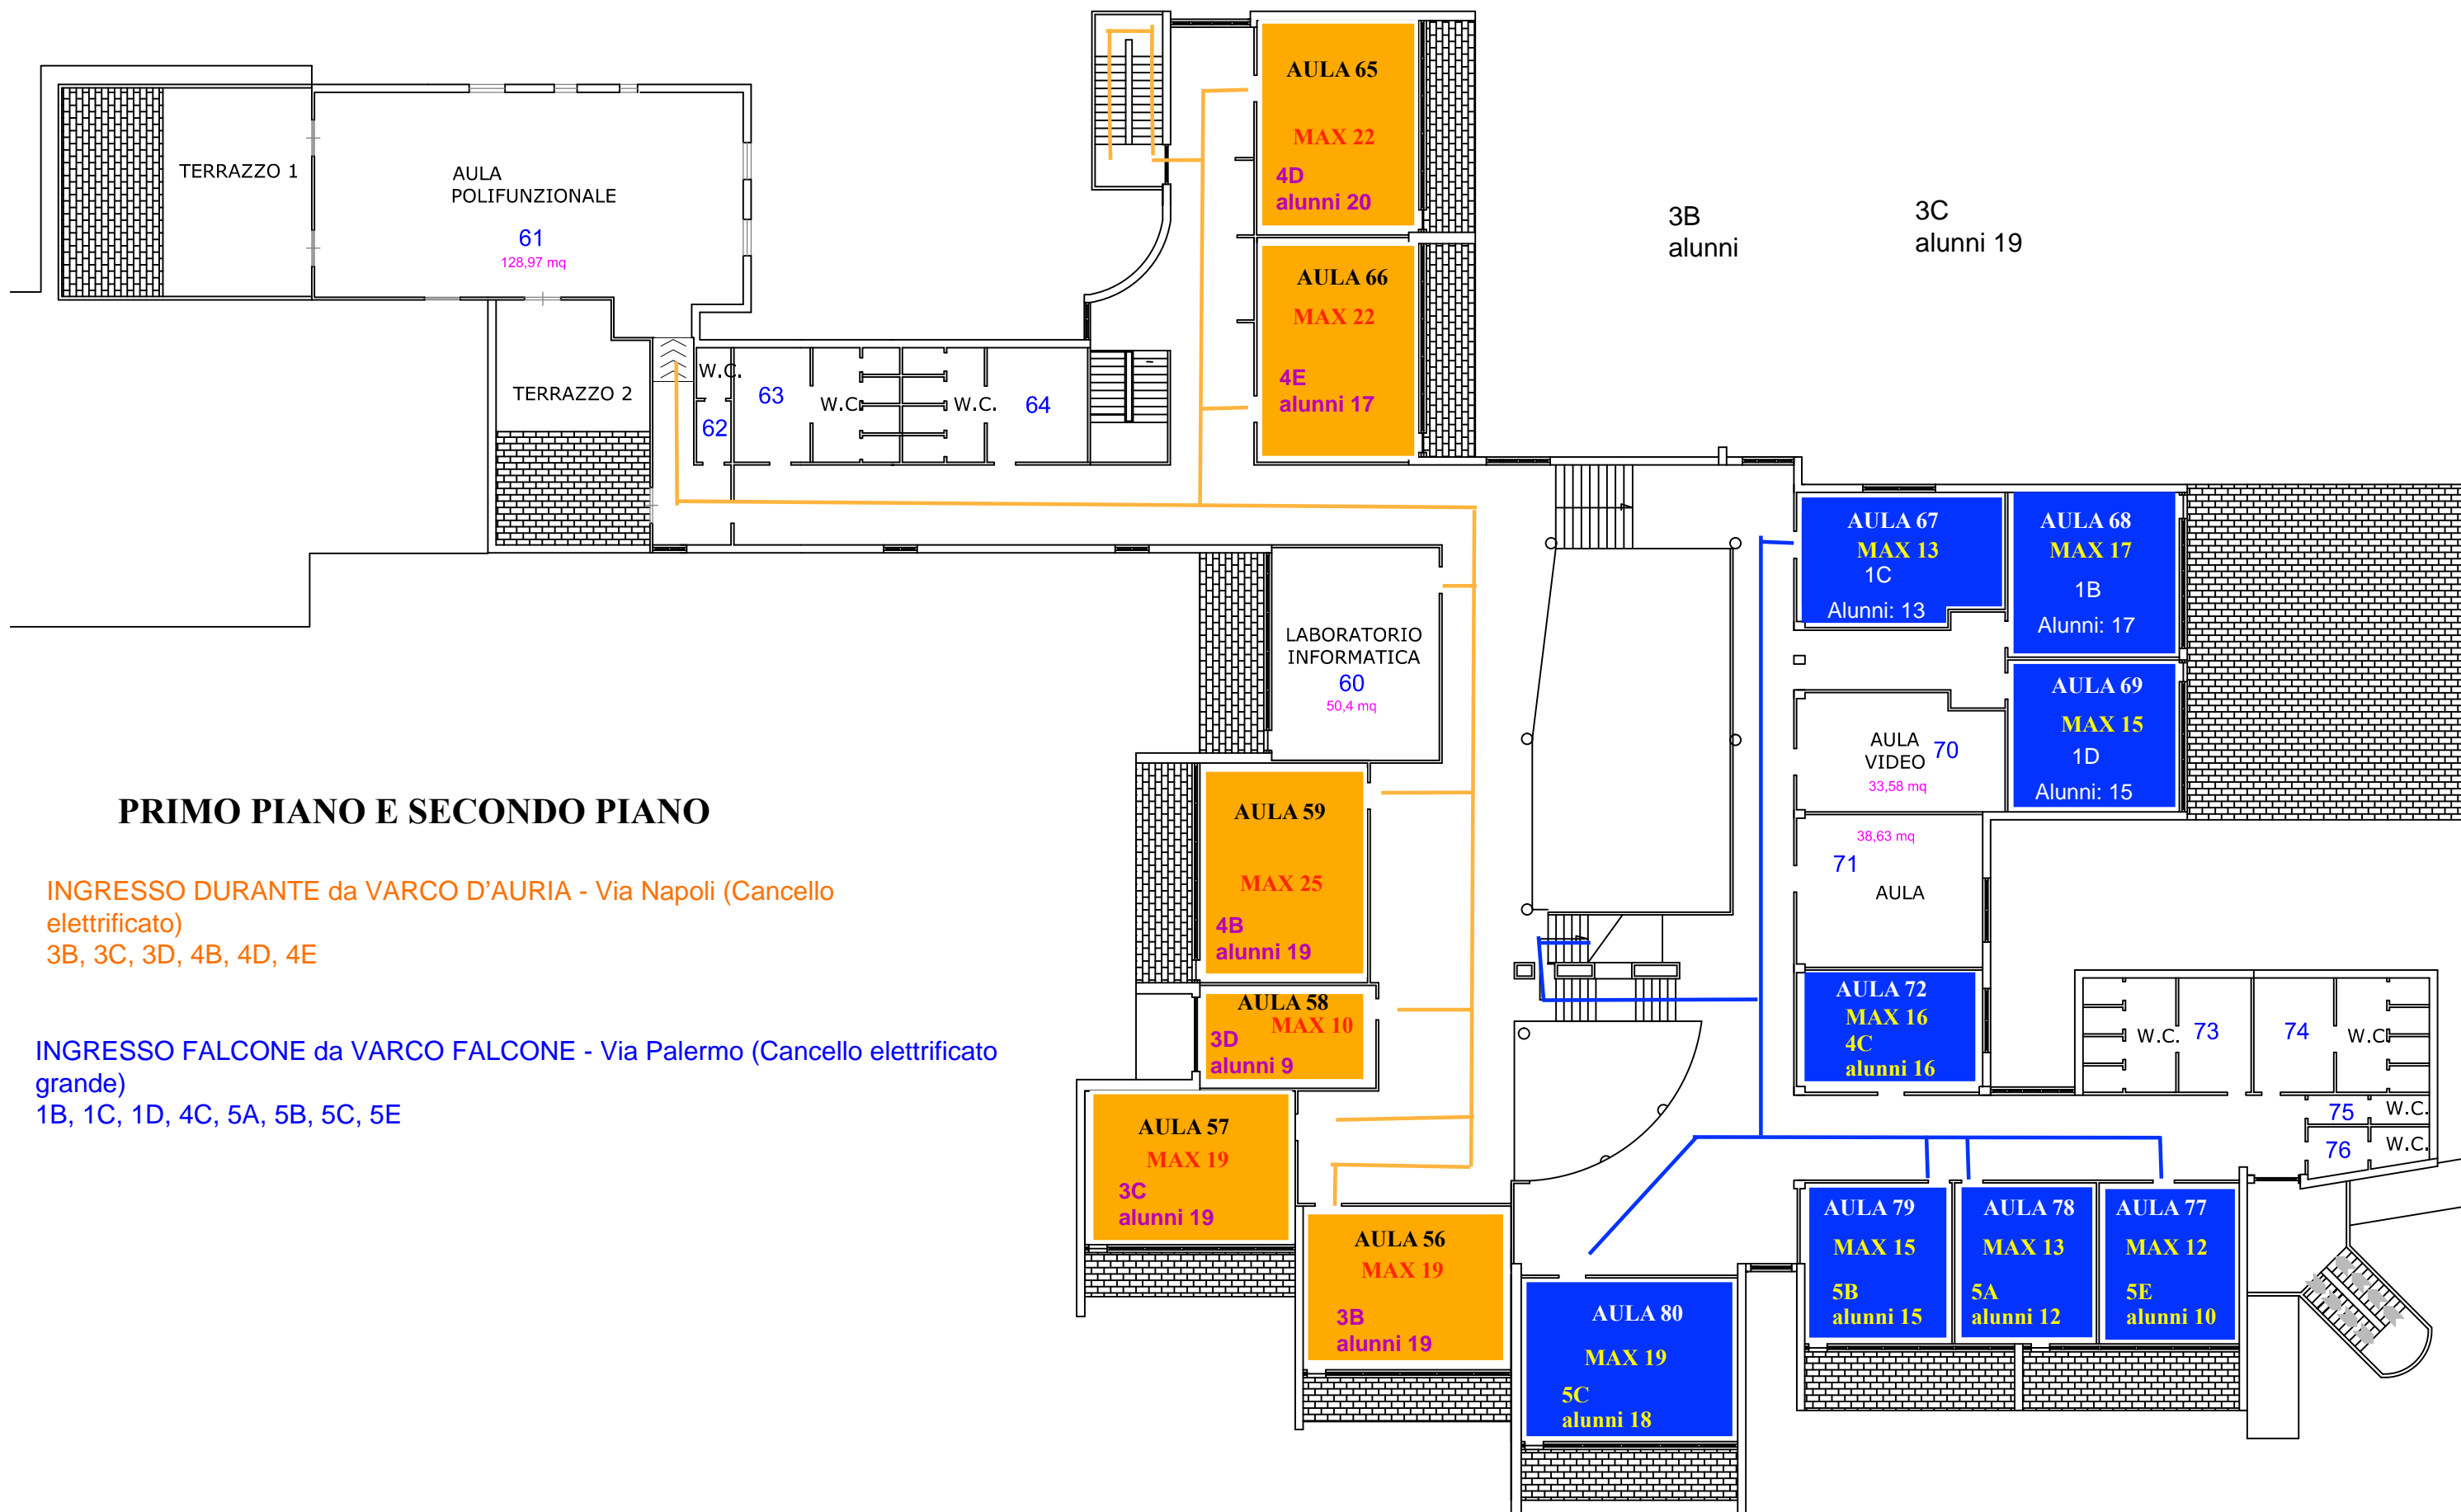 AULA 65
MAX 22
4D
alunni 20
TERRAZZO 1
AULA
POLIFUNZIONALE
61
128,97 mq
3B
alunni
3C
alunni 19
AULA 66
MAX 22
4E
alunni 17
TERRAZZO 2
W.C.
62
63
W.C.
W.C.
64
AULA 67
MAX 13
1C
Alunni: 13
AULA 68
MAX 17
1B
Alunni: 17
LABORATORIO
INFORMATICA
60
50,4 mq
AULA 69
MAX 15
1D
Alunni: 15
AULA
VIDEO
70
33,58 mq
38,63 mq
71
AULA
PRIMO PIANO E SECONDO PIANO
INGRESSO DURANTE da VARCO D'AURIA - Via Napoli (Cancello
elettrificato)
3B, 3C, 3D, 4B, 4D, 4E
INGRESSO FALCONE da VARCO FALCONE - Via Palermo (Cancello elettrificato
grande)
1B, 1C, 1D, 4C, 5A, 5B, 5C, 5E
AULA 59
MAX 25
4B
alunni 19
AULA 58
MAX 10
3D
alunni 9
AULA 72
MAX 16
4C
alunni 16
W.C.
73
74
W.C.
75
W.C.
76
W.C.
AULA 57
MAX 19
3C
alunni 19
AULA 56
MAX 19
3B
alunni 19
AULA 80
MAX 19
5C
alunni 18
AULA 79
MAX 15
5B
alunni 15
AULA 78
MAX 13
5A
alunni 12
AULA 77
MAX 12
5E
alunni 10